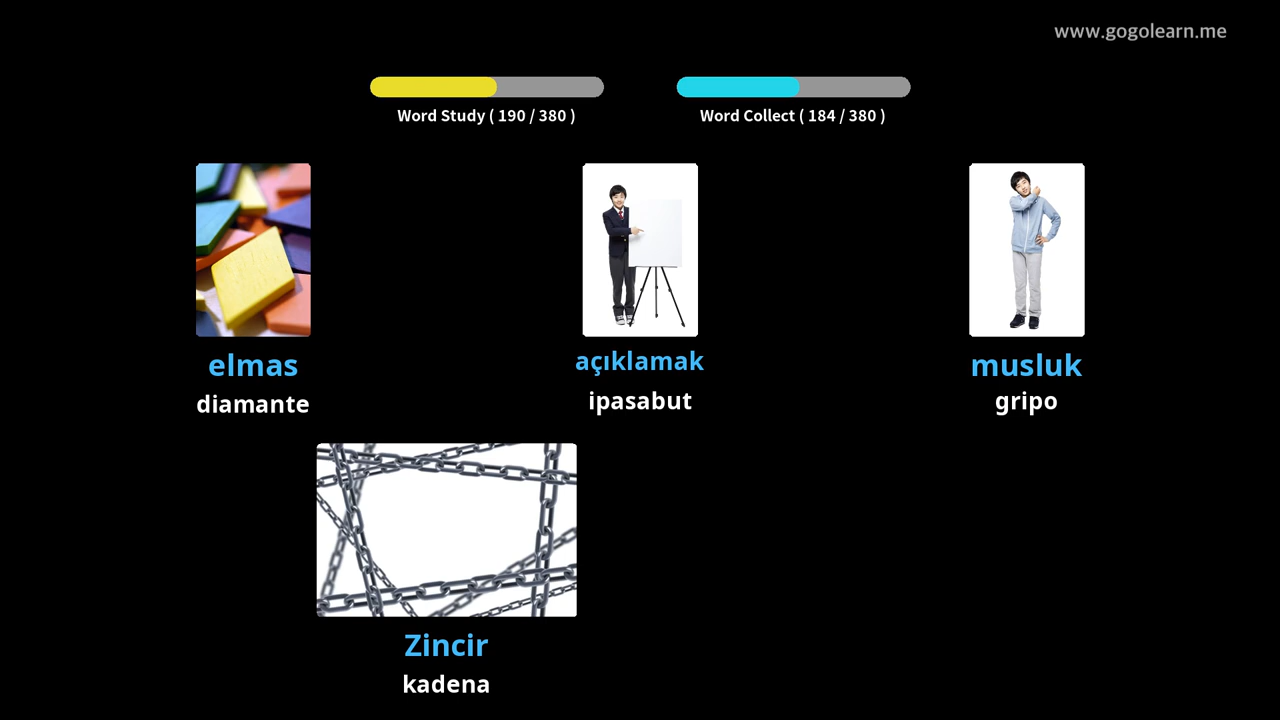 www.gogolearn.me
Word Study ( 190 / 380 )
Word Collect ( 184 / 380 )
elmas
diamante
açıklamak
ipasabut
musluk
gripo
Zincir
kadena